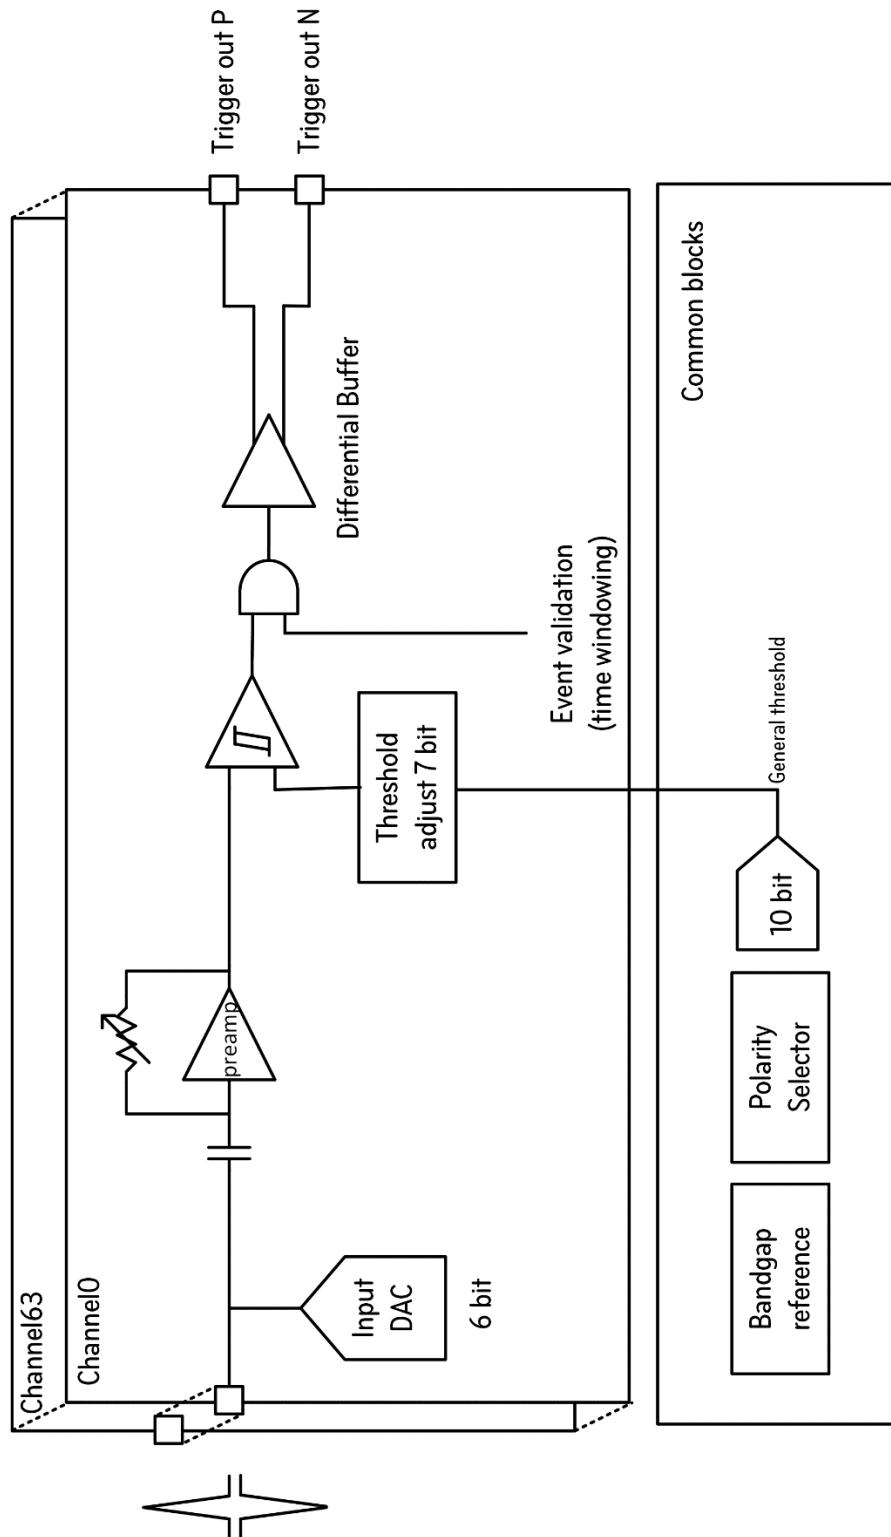 Channel63
Channel0
Input
DAC
6 bit
preamp
Threshold
adjust 7 bit
Event validation
(time windowing)
Differential Buffer
Trigger out P
Trigger out N
Common blocks
Bandgap
reference
Polarity
Selector
10 bit
General threshold